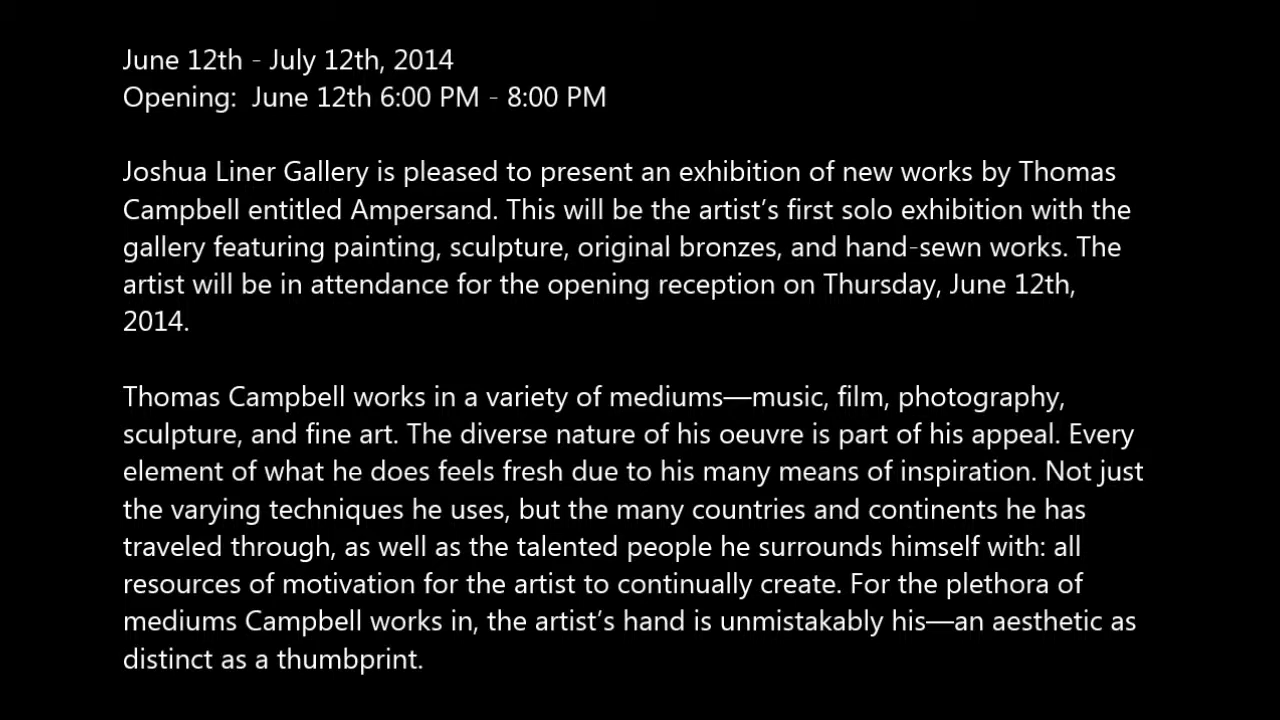 June 12th - July 12th, 2014
Opening:  June 12th 6:00 PM - 8:00 PM
Joshua Liner Gallery is pleased to present an exhibition of new works by Thomas
Campbell entitled Ampersand. This will be the artist’s first solo exhibition with the
gallery featuring painting, sculpture, original bronzes, and hand-sewn works. The
artist will be in attendance for the opening reception on Thursday, June 12th,
2014.
Thomas Campbell works in a variety of mediums—music, film, photography,
sculpture, and fine art. The diverse nature of his oeuvre is part of his appeal. Every
element of what he does feels fresh due to his many means of inspiration. Not just
the varying techniques he uses, but the many countries and continents he has
traveled through, as well as the talented people he surrounds himself with: all
resources of motivation for the artist to continually create. For the plethora of
mediums Campbell works in, the artist’s hand is unmistakably his—an aesthetic as
distinct as a thumbprint.